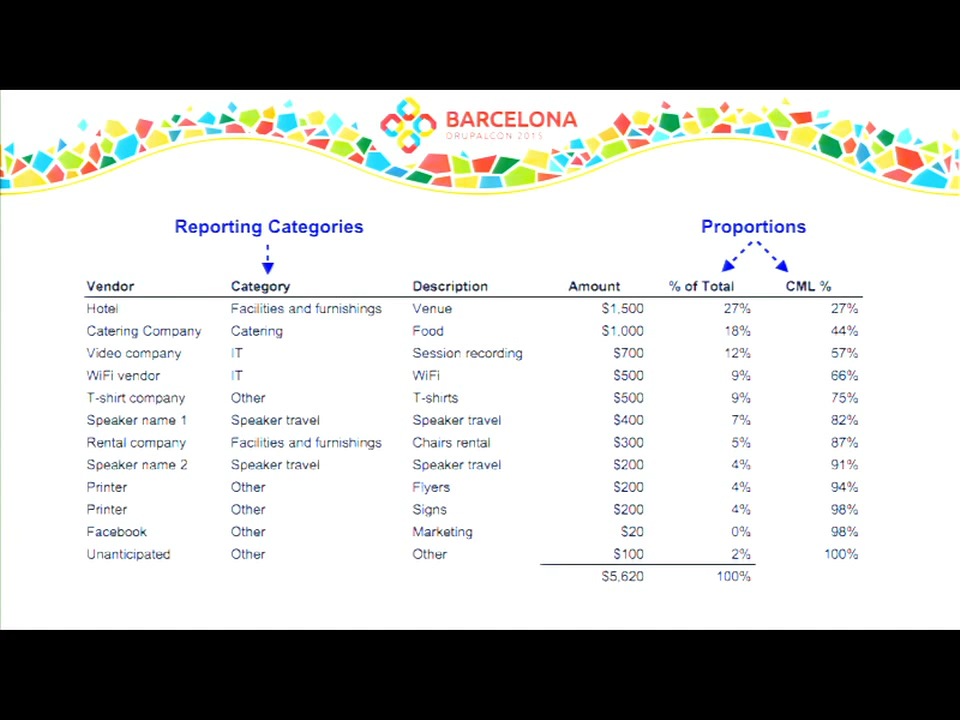 BARCELONA
DRUPALCON 2015
Reporting Categories Proportions
Vendor Category Description Amount % of Total CML %
Hotel Facilities and furnishings Venue $1,500 27% 27%
Catering Company Catering Food $1,000 18% 44%
Video company IT Session recording $700 12% 57%
WiFi vendor IT WiFi $500 9% 66%
T-shirt company Other T-shirts $500 9% 75%
Speaker name 1 Speaker travel Speaker travel $400 7% 82%
Rental company Facilities and furnishings Chairs rental $300 5% 87%
Speaker name 2 Speaker travel Speaker travel $200 4% 91%
Printer Other Flyers $200 4% 94%
Printer Other Signs $200 4% 98%
Facebook Other Marketing $20 0% 98%
Unanticipated Other Other $100 2% 100%
$5,620 100%